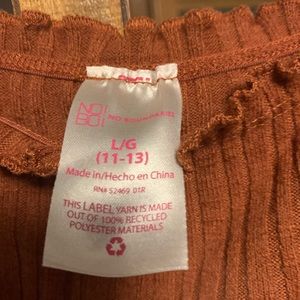 NO!
BO!
NO BOUNDARIES
L/G
(11-13)
Made in/Hecho en China
RN# 52469 01R
THIS LABEL YARN IS MADE
OUT OF 100% RECYCLED
POLYESTER MATERIALS